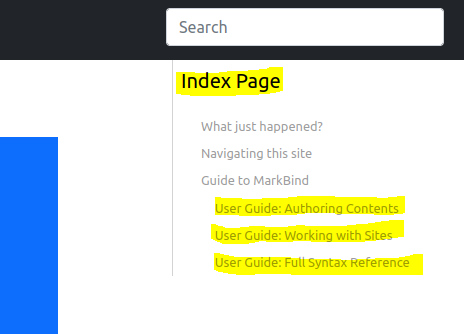 Search
Index Page
What just happened?
Navigating this site
Guide to MarkBind
User Guide: Authoring Contents
User Guide: Working with Sites
User Guide: Full Syntax Reference